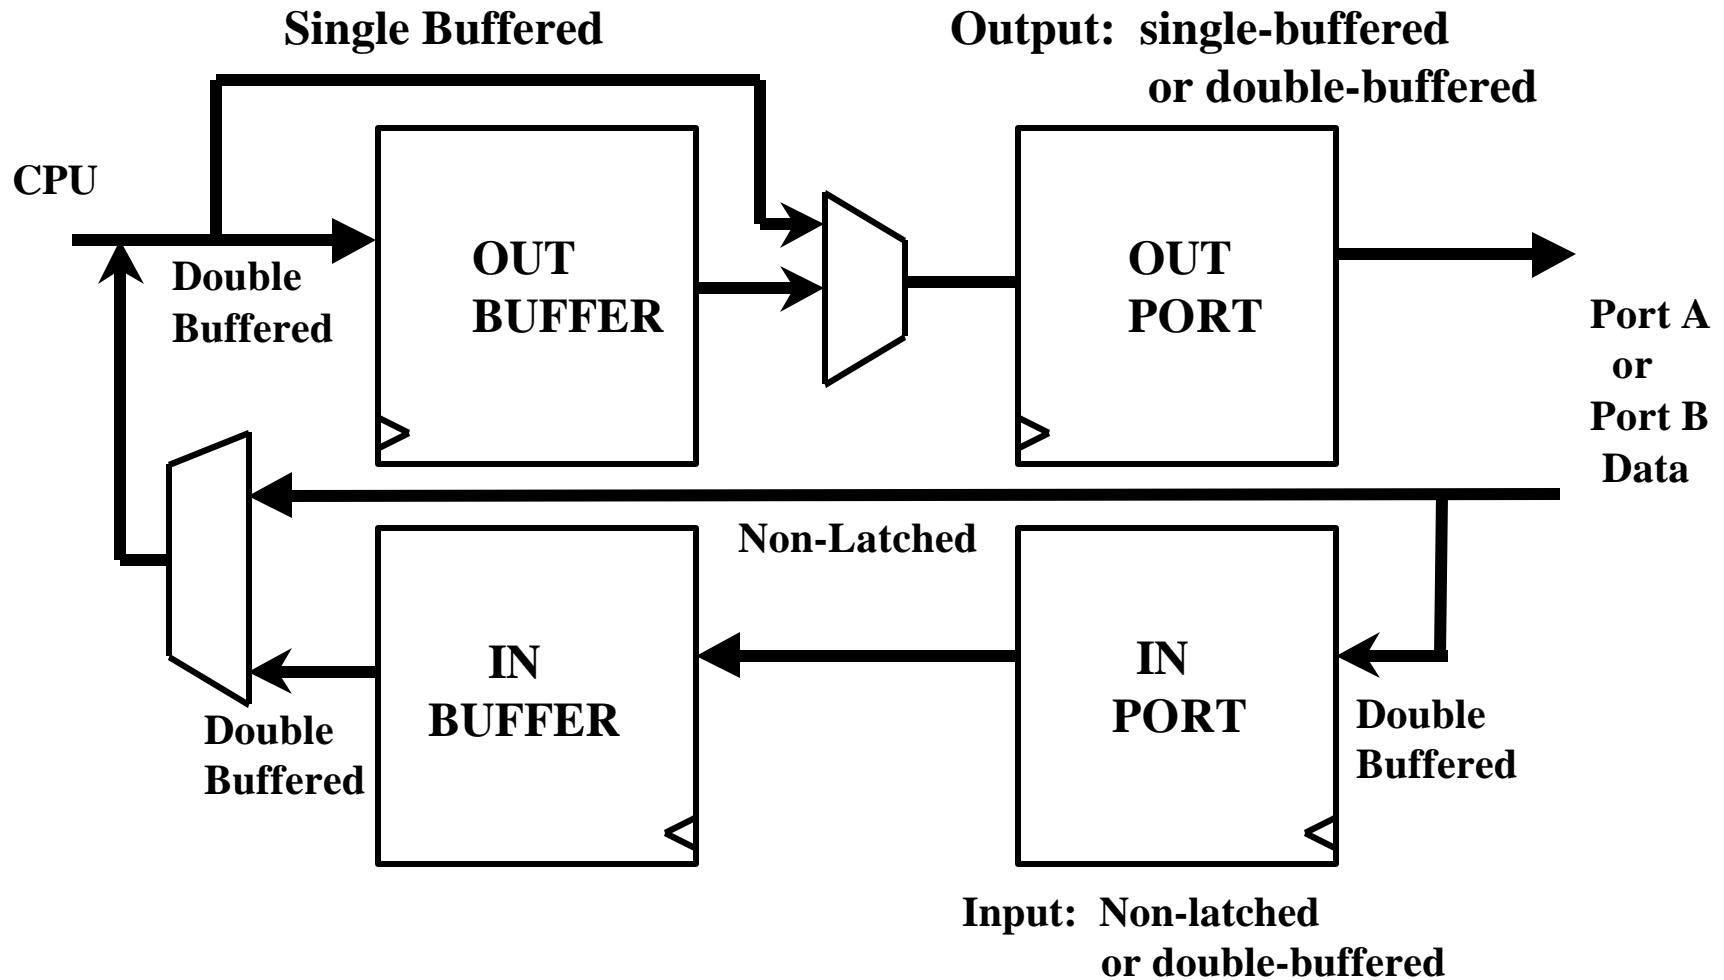 Single Buffered
Output: single-buffered
or double-buffered
CPU
Double
Buffered
OUT
BUFFER
OUT
PORT
Port A
or
Port B
Data
Non-Latched
IN
BUFFER
IN
PORT
Double
Buffered
Double
Buffered
Input: Non-latched
or double-buffered